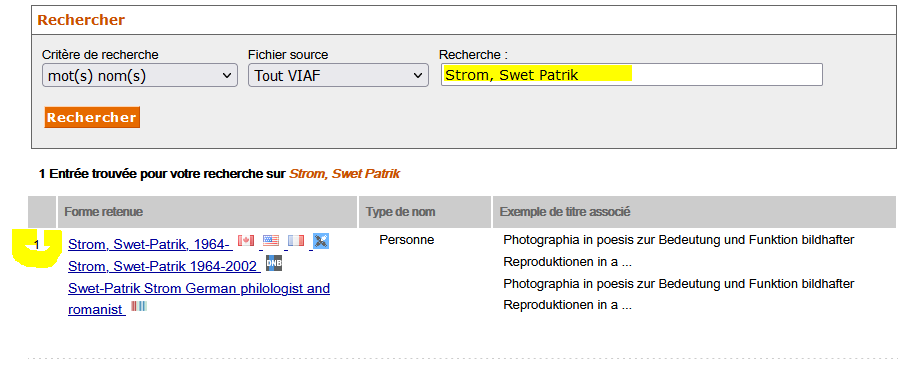 Rechercher
Critère de recherche Fichier source Recherche :
mot(s) nom(s) Tout VIAF Strom, Swet Patrik
Rechercher
1 Entrée trouvée pour votre recherche sur Strom, Swet Patrik
Forme retenue Type de nom Exemple de titre associé
1 Strom, Swet-Patrik, 1964- Personne Photographia in poesis zur Bedeutung und Funktion bildhafter
Strom, Swet-Patrik 1964-2002 DNB Reproduktionen in a ...
Swet-Patrik Strom German philologist and Photographia in poesis zur Bedeutung und Funktion bildhafter
romanist Reproduktionen in a ...